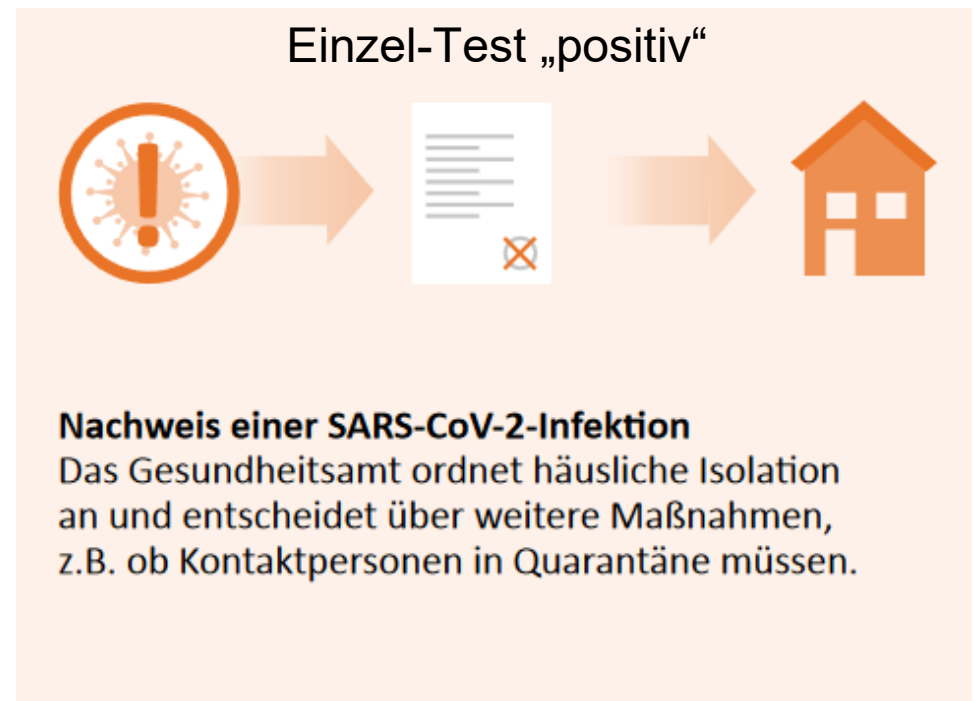 Einzel-Test „positiv“
Nachweis einer SARS-CoV-2-Infektion
Das Gesundheitsamt ordnet häusliche Isolation
an und entscheidet über weitere Maßnahmen,
z.B. ob Kontaktpersonen in Quarantäne müssen.